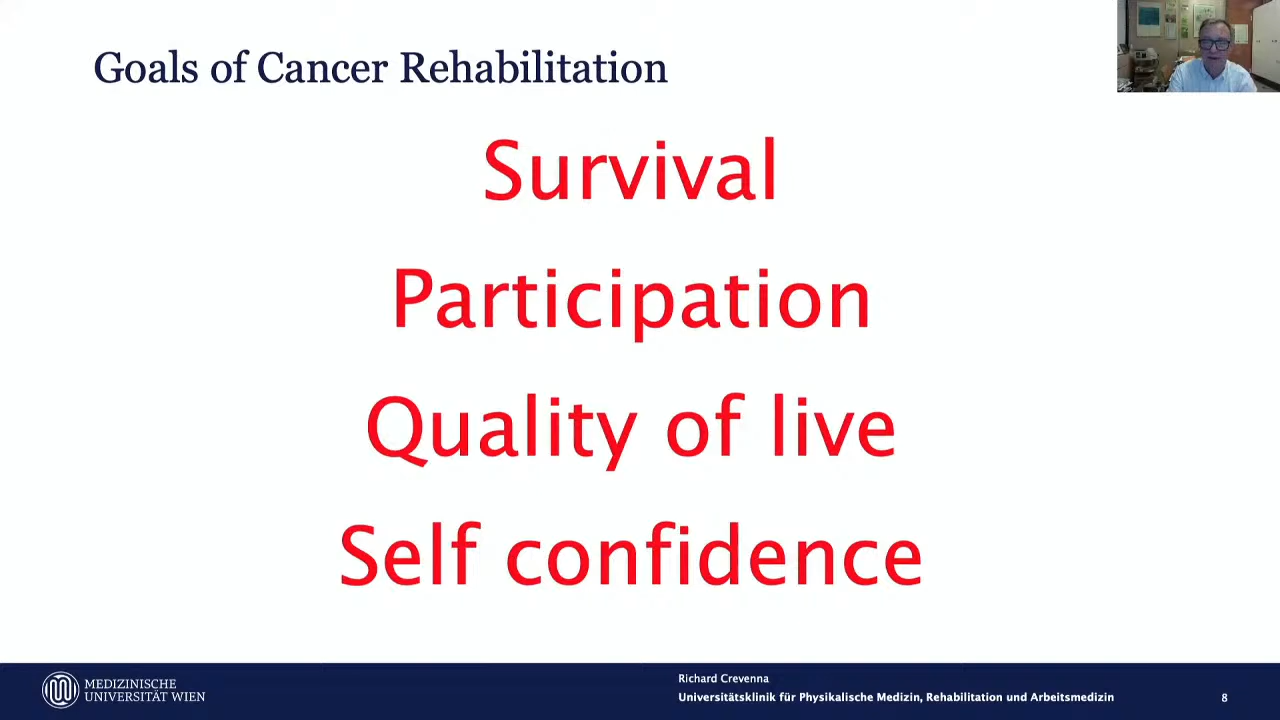 Goals of Cancer Rehabilitation
Survival
Participation
Quality of live
Self confidence
MEDIZINISCHE
UNIVERSITÄT WIEN
Richard Crevenna
Universitätsklinik für Physikalische Medizin, Rehabilitation und Arbeitsmedizin
8